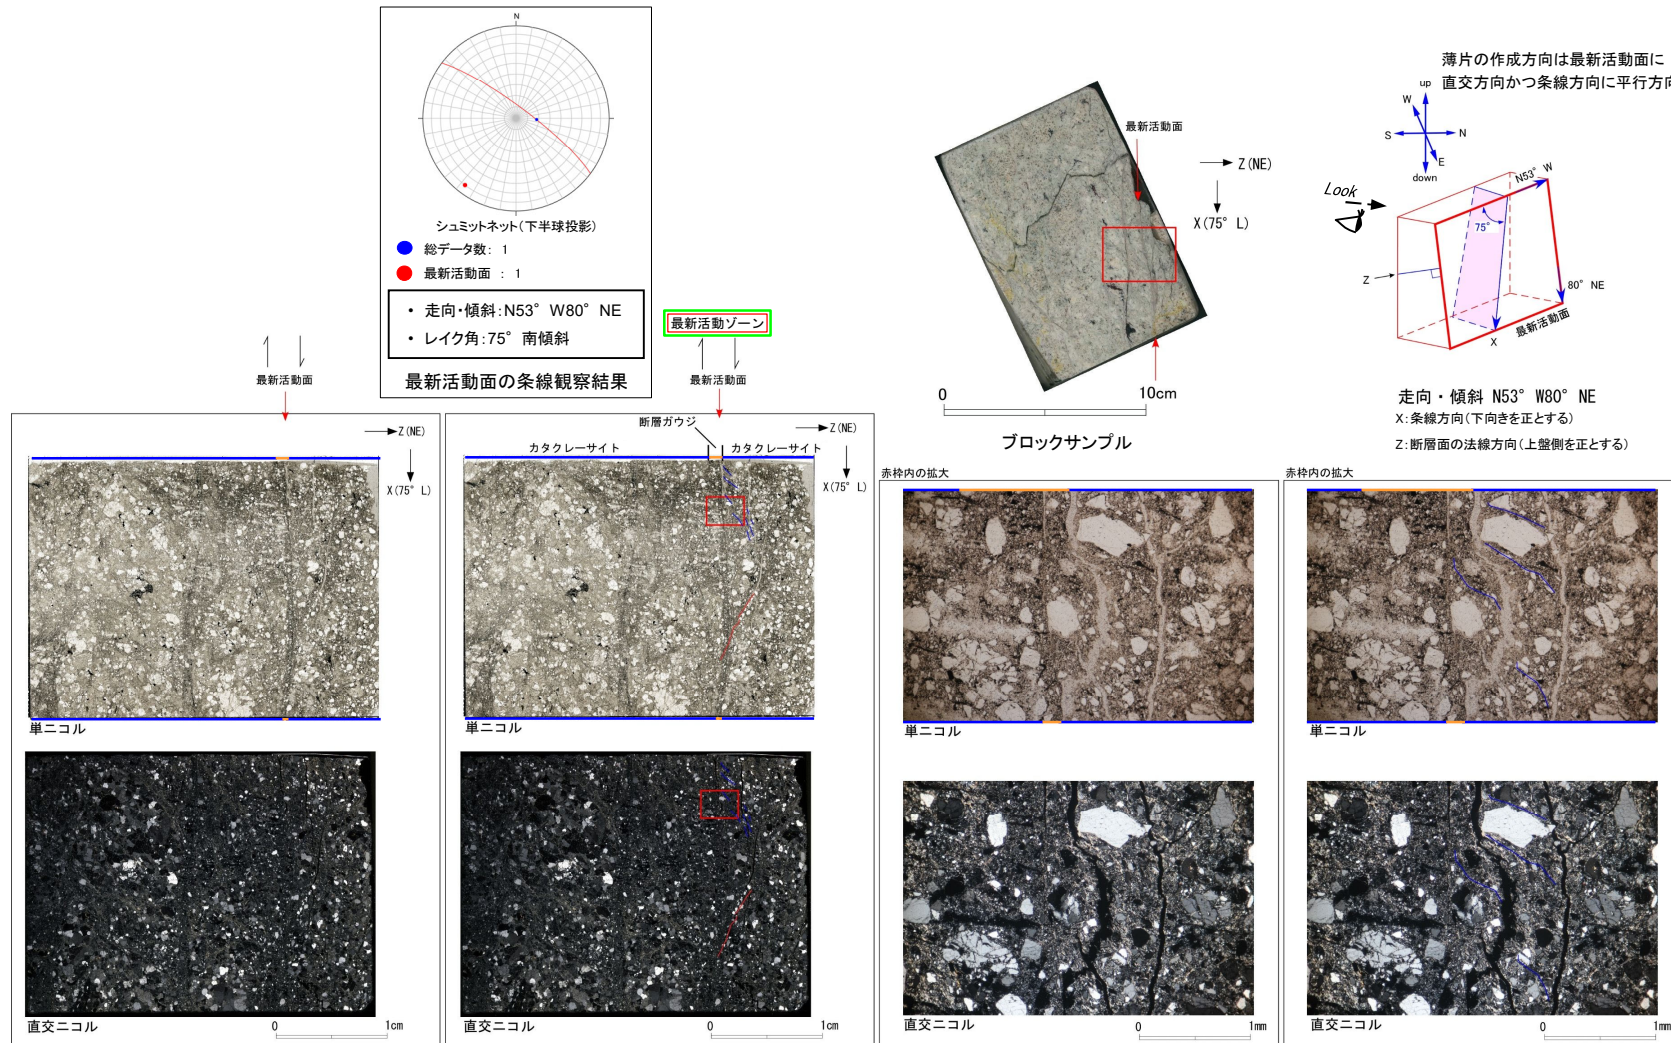 N
シュミットネット(下半球投影)
総データ数: 1
最新活動面 : 1
・ 走向・傾斜:N53° W80° NE
・ レイク角:75° 南傾斜
最新活動面の条線観察結果
最新活動面
Z(NE)
X(75° L)
単ニコル
直交ニコル
0
1cm
最新活動ゾーン
最新活動面
断層ガウジ
カタクレーサイト
カタクレーサイト
Z(NE)
X(75° L)
単ニコル
直交ニコル
0
1cm
最新活動面
Z(NE)
X(75° L)
0
10cm
ブロックサンプル
薄片の作成方向は最新活動面に
直交方向かつ条線方向に平行方向
up
W
S
N
E
down
Look
N53° W
75°
Z
80° NE
最新活動面
X
走向・傾斜 N53° W80° NE
X:条線方向(下向きを正とする)
Z:断層面の法線方向(上盤側を正とする)
赤枠内の拡大
単ニコル
直交ニコル
0
1mm
赤枠内の拡大
単ニコル
直交ニコル
0
1mm